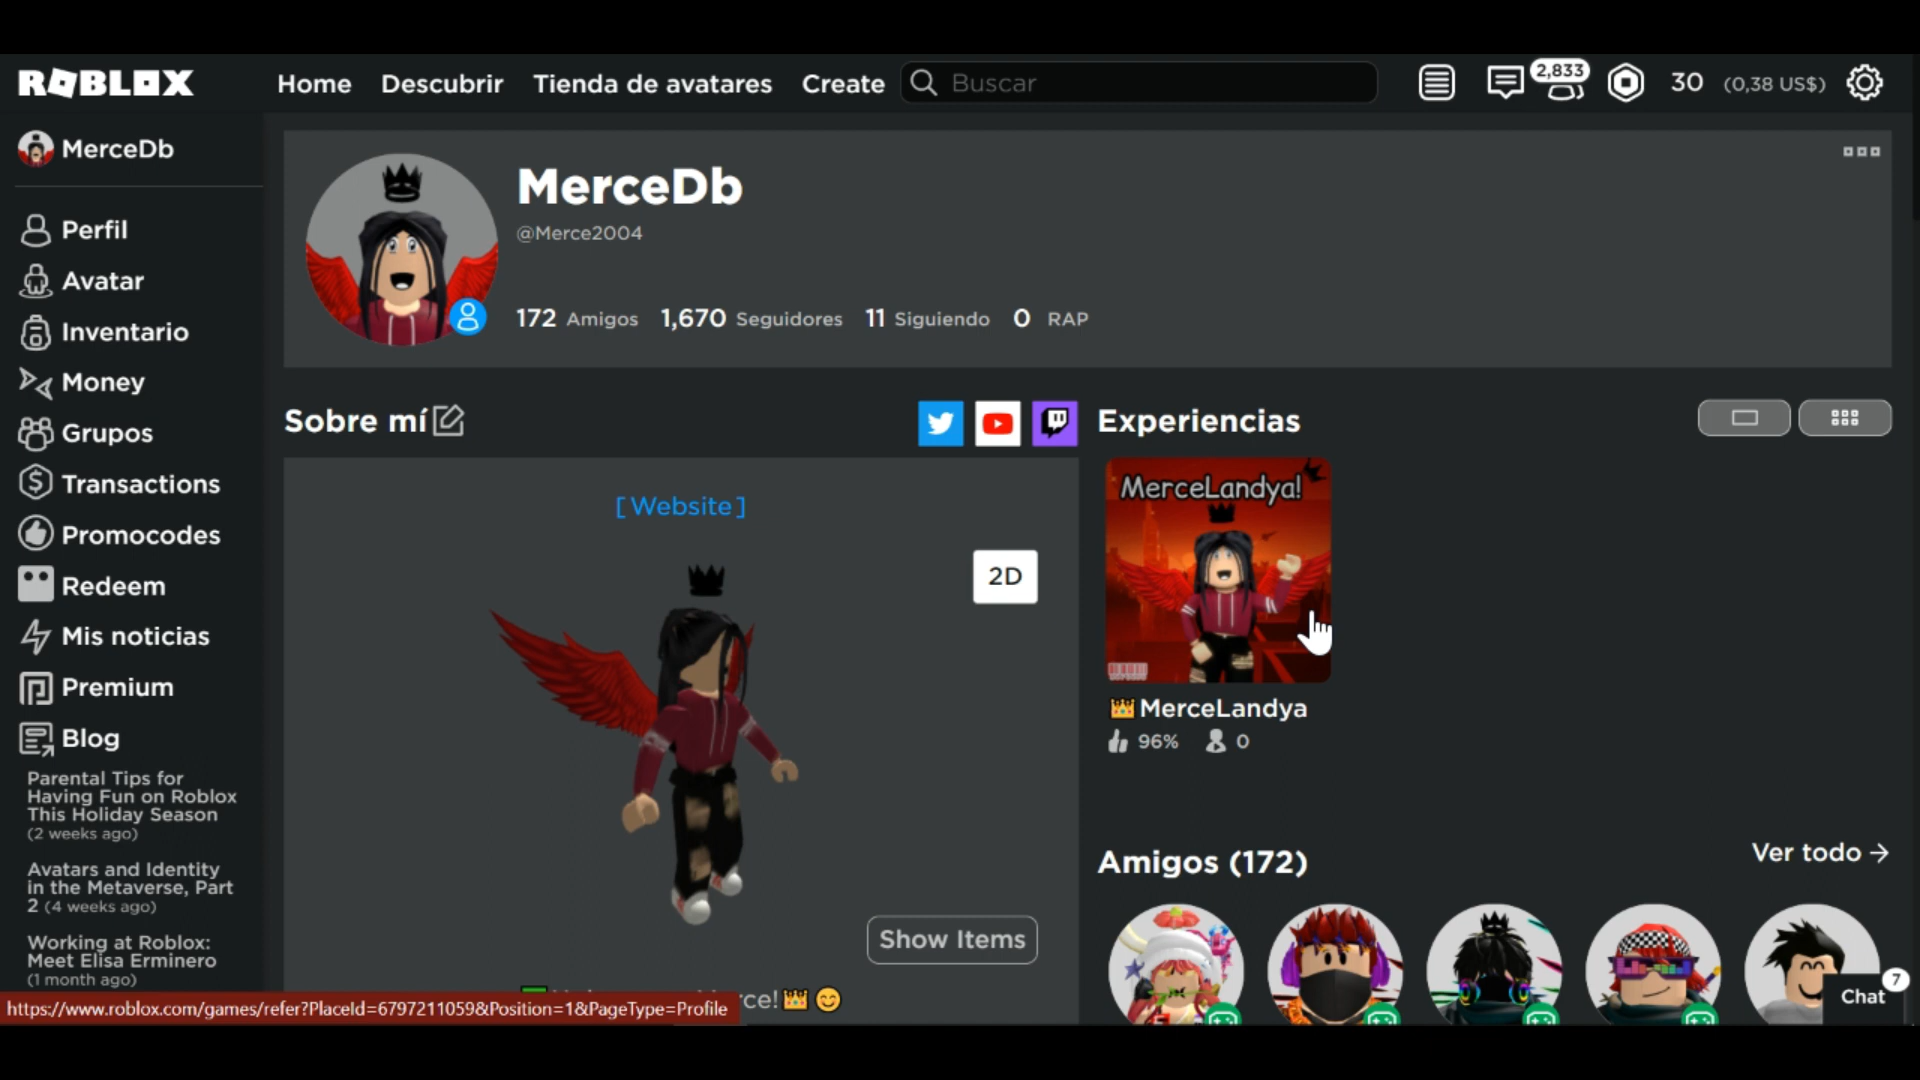 ROBLOX
Home Descubrir Tienda de avatares Create
Buscar
2,833
30 (0,38 US$)
MerceDb
Perfil
Avatar
Inventario
Money
Grupos
Transactions
Promocodes
Redeem
Mis noticias
Premium
Blog
Parental Tips for
Having Fun on Roblox
This Holiday Season
(2 weeks ago)
Avatars and Identity
in the Metaverse, Part
2 (4 weeks ago)
Working at Roblox:
Meet Elisa Erminero
(1 month ago)
https://www.roblox.com/games/refer?PlaceId=6797211059&Position=1&PageType=Profile
MerceDb
@Merce2004
172 Amigos 1,670 Seguidores 11 Siguiendo 0 RAP
Sobre mí
[ Website ]
2D
Show Items
Experiencias
MerceLandya!
👑MerceLandya
96% 0
Amigos (172)
Ver todo →
Chat 7